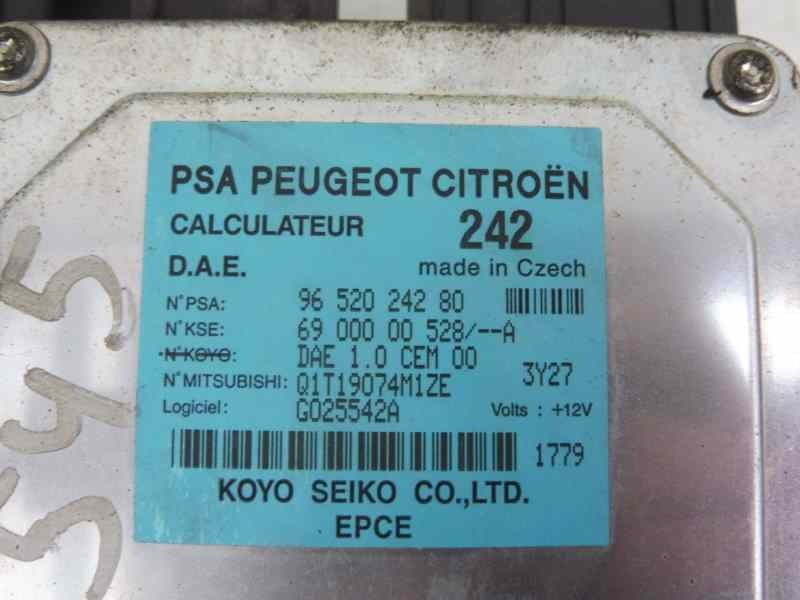 PSA PEUGEOT CITROËN
CALCULATEUR 242
D.A.E. made in Czech
N°PSA: 96 520 242 80
N°KSE: 69 000 00 528/--A
N°KOYO: DAE 1.0 CEM 00
N°MITSUBISHI: Q1T19074M1ZE 3Y27
Logiciel: G025542A Volts : +12V
1779
KOYO SEIKO CO.,LTD.
EPCE
545